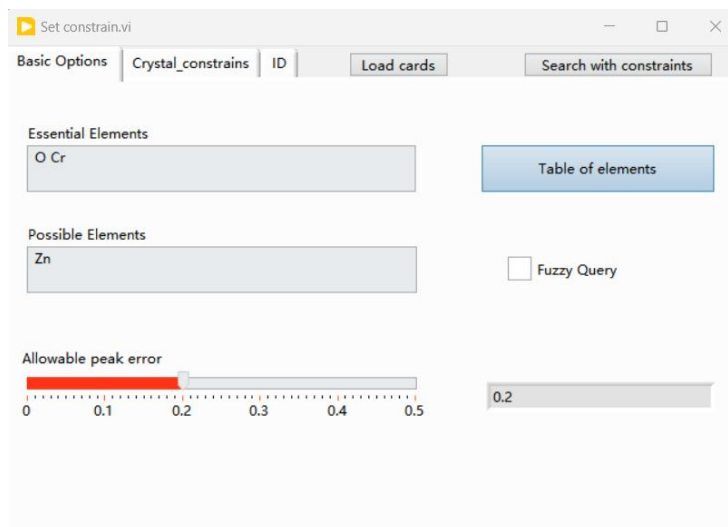 Set constrain.vi
Basic Options Crystal_constrains ID Load cards Search with constraints
Essential Elements
O Cr
Table of elements
Possible Elements
Zn
Fuzzy Query
Allowable peak error
0 0.1 0.2 0.3 0.4 0.5
0.2